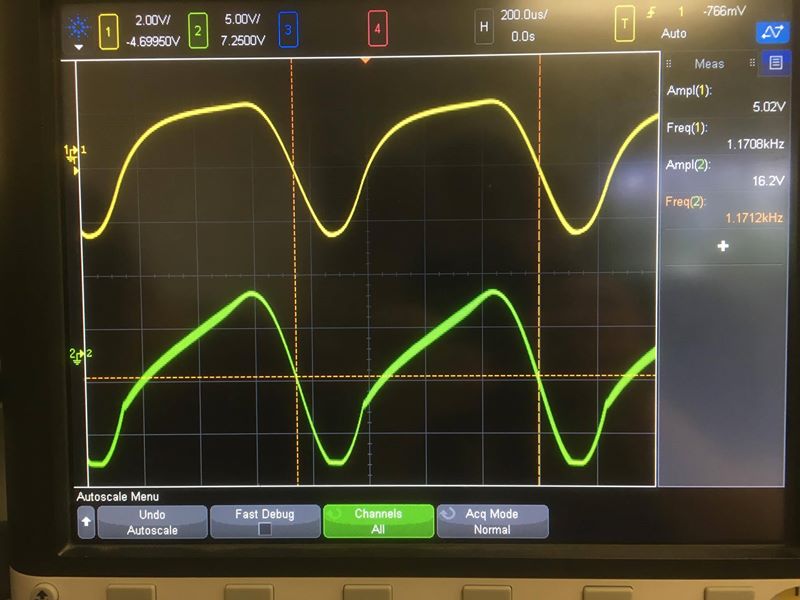 1 2.00V/ 2 5.00V/ 3 4 H 200.0us/ T 1 -766mV
-4.69950V 7.2500V 0.0s Auto
Meas
Ampl(1):
5.02V
Freq(1):
1.1708kHz
Ampl(2):
16.2V
Freq(2):
1.1712kHz
1 1
2 2
Autoscale Menu
Undo Autoscale
Fast Debug
Channels
All
Acq Mode
Normal